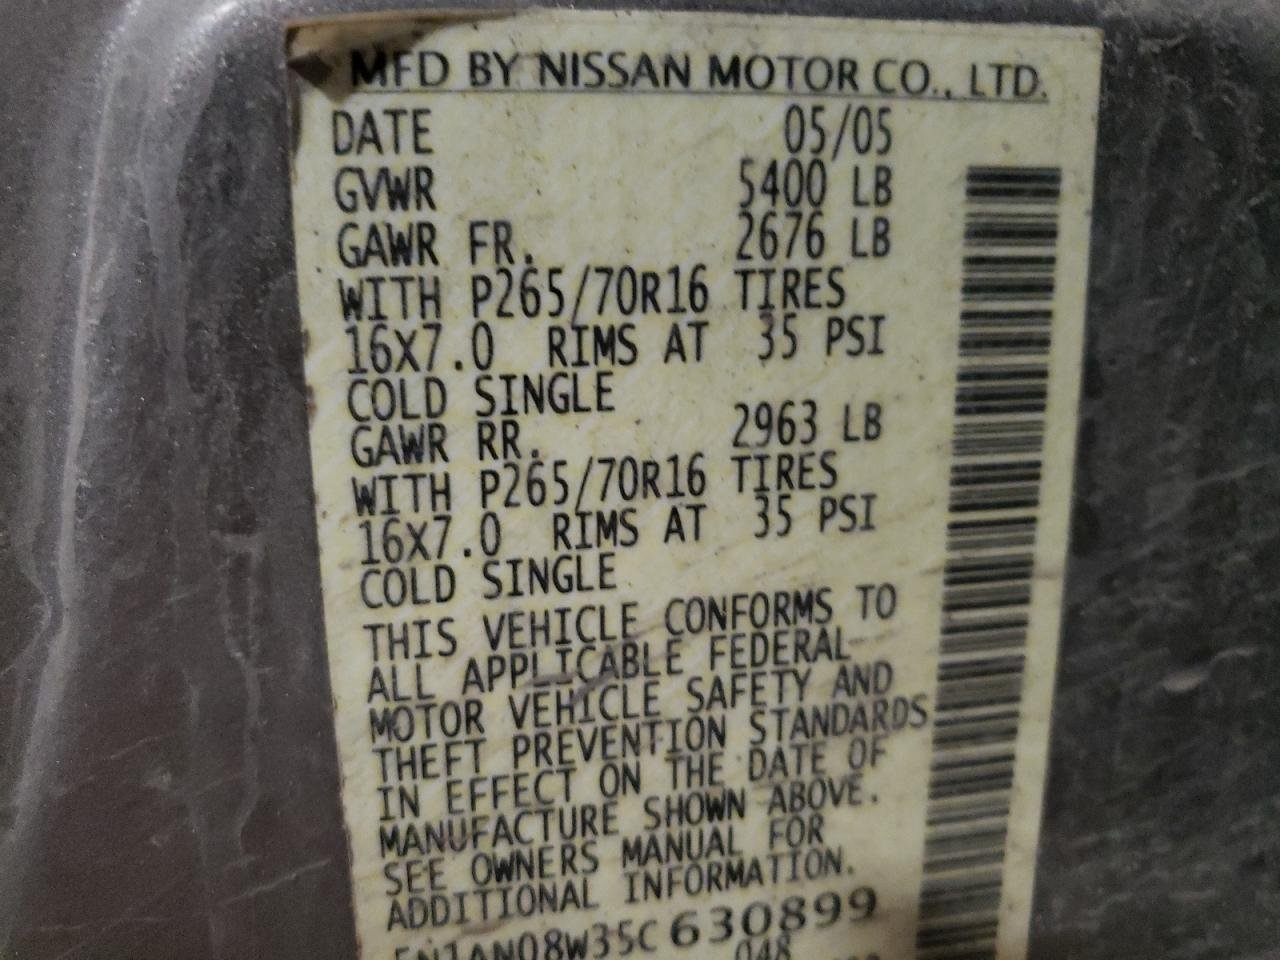 MFD BY NISSAN MOTOR CO., LTD.
DATE 05/05
GVWR 5400 LB
GAWR FR. 2676 LB
WITH P265/70R16 TIRES
16X7.0 RIMS AT 35 PSI
COLD SINGLE
GAWR RR. 2963 LB
WITH P265/70R16 TIRES
16X7.0 RIMS AT 35 PSI
COLD SINGLE
THIS VEHICLE CONFORMS TO
ALL APPLICABLE FEDERAL
MOTOR VEHICLE SAFETY AND
THEFT PREVENTION STANDARDS
IN EFFECT ON THE DATE OF
MANUFACTURE SHOWN ABOVE.
SEE OWNERS MANUAL FOR
ADDITIONAL INFORMATION.
5N1AN08W35C630899
048